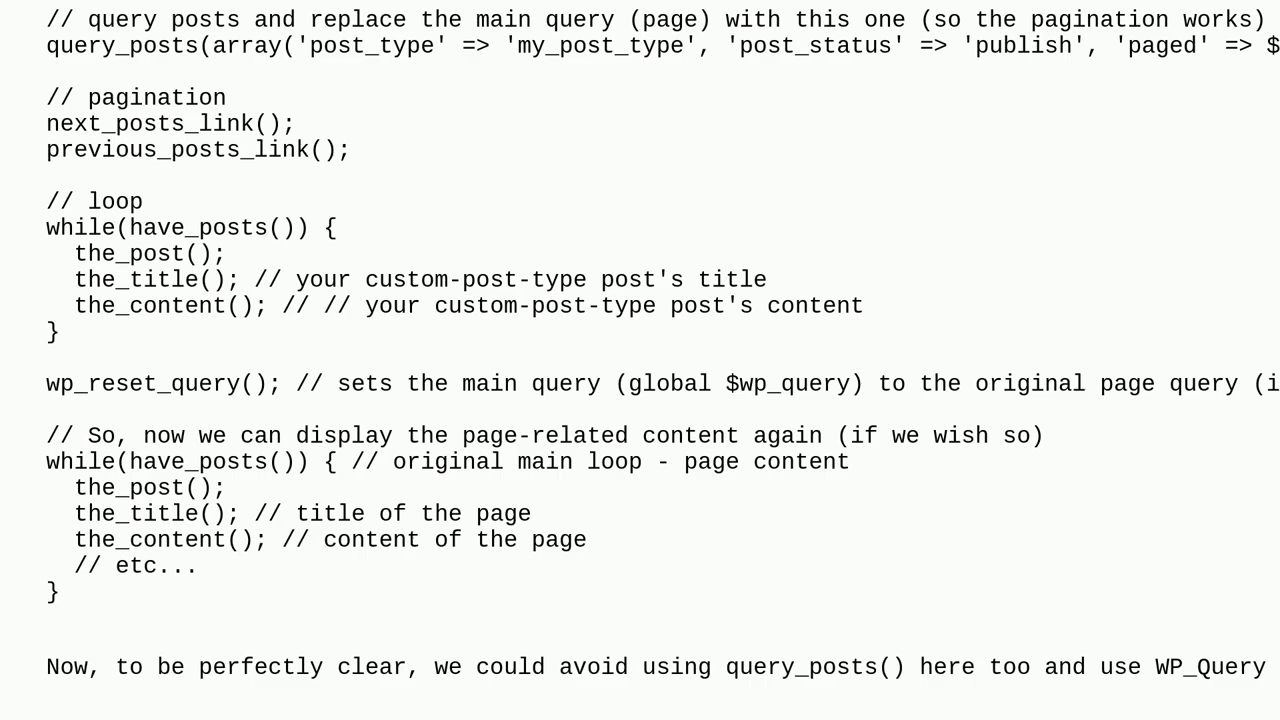 // query posts and replace the main query (page) with this one (so the pagination works)
query_posts(array('post_type' => 'my_post_type', 'post_status' => 'publish', 'paged' => $
// pagination
next_posts_link();
previous_posts_link();
// loop
while(have_posts()) {
the_post();
the_title(); // your custom-post-type post's title
the_content(); // // your custom-post-type post's content
}
wp_reset_query(); // sets the main query (global $wp_query) to the original page query (i
// So, now we can display the page-related content again (if we wish so)
while(have_posts()) { // original main loop - page content
the_post();
the_title(); // title of the page
the_content(); // content of the page
// etc...
}
Now, to be perfectly clear, we could avoid using query_posts() here too and use WP_Query